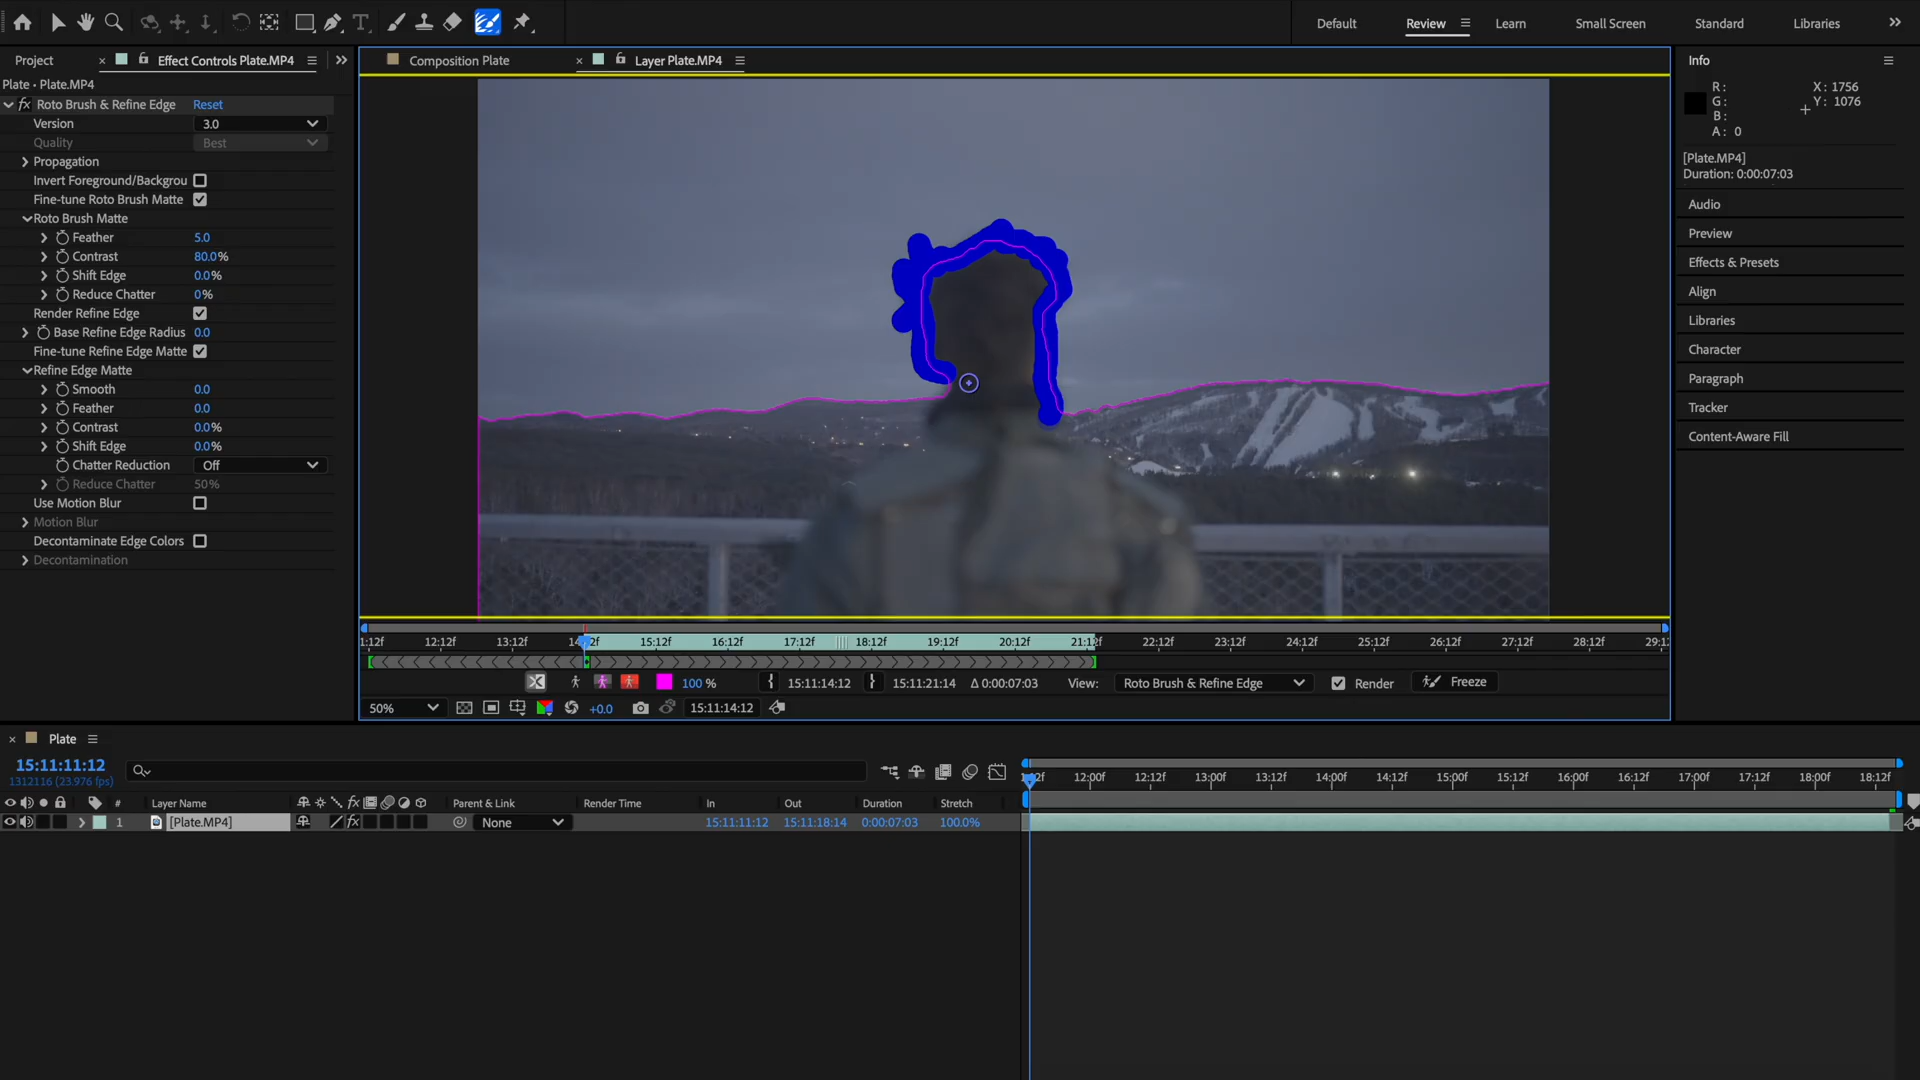 Default
Review
Learn
Small Screen
Standard
Libraries
Project
Effect Controls Plate.MP4
Plate • Plate.MP4
fx Roto Brush & Refine Edge Reset
Version 3.0
Quality Best
Propagation
Invert Foreground/Backgrou
Fine-tune Roto Brush Matte
Roto Brush Matte
Feather 5.0
Contrast 80.0%
Shift Edge 0.0%
Reduce Chatter 0%
Render Refine Edge
Base Refine Edge Radius 0.0
Fine-tune Refine Edge Matte
Refine Edge Matte
Smooth 0.0
Feather 0.0
Contrast 0.0%
Shift Edge 0.0%
Chatter Reduction Off
Reduce Chatter 50%
Use Motion Blur
Motion Blur
Decontaminate Edge Colors
Decontamination
Composition Plate
Layer Plate.MP4
1:12f 12:12f 13:12f 15:12f 16:12f 17:12f 18:12f 19:12f 20:12f 22:12f 23:12f 24:12f 25:12f 26:12f 27:12f 28:12f
100 % 15:11:14:12 15:11:21:14 Δ 0:00:07:03 View: Roto Brush & Refine Edge Render Freeze
50% +0.0 15:11:14:12
Info
R: X: 1756
G: Y: 1076
B:
A: 0
[Plate.MP4]
Duration: 0:00:07:03
Audio
Preview
Effects & Presets
Align
Libraries
Character
Paragraph
Tracker
Content-Aware Fill
Plate
15:11:11:12
1312116 (23.976 fps)
# Layer Name fx Parent & Link Render Time In Out Duration Stretch
1 [Plate.MP4] fx None 15:11:11:12 15:11:18:14 0:00:07:03 100.0%
12:00f 12:12f 13:00f 13:12f 14:00f 14:12f 15:00f 15:12f 16:00f 16:12f 17:00f 17:12f 18:00f 18:12f